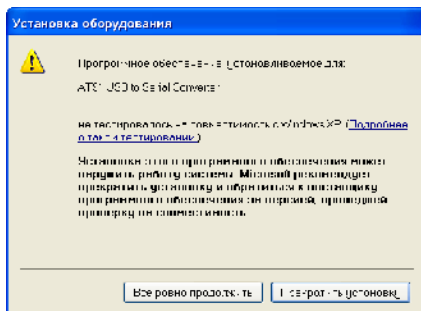 Установка оборудования
Программное обеспечение, устанавливаемое для:
USB to Serial Converter
не тестировалось на совместимость с Windows XP. (Подробнее
о таком тестировании.)
Установка этого программного обеспечения может
нарушить работу системы. Microsoft рекомендует
прекратить установку и обратиться к поставщику
программного обеспечения за версией, прошедшей
проверку на совместимость.
Все равно продолжить
Прекратить установку